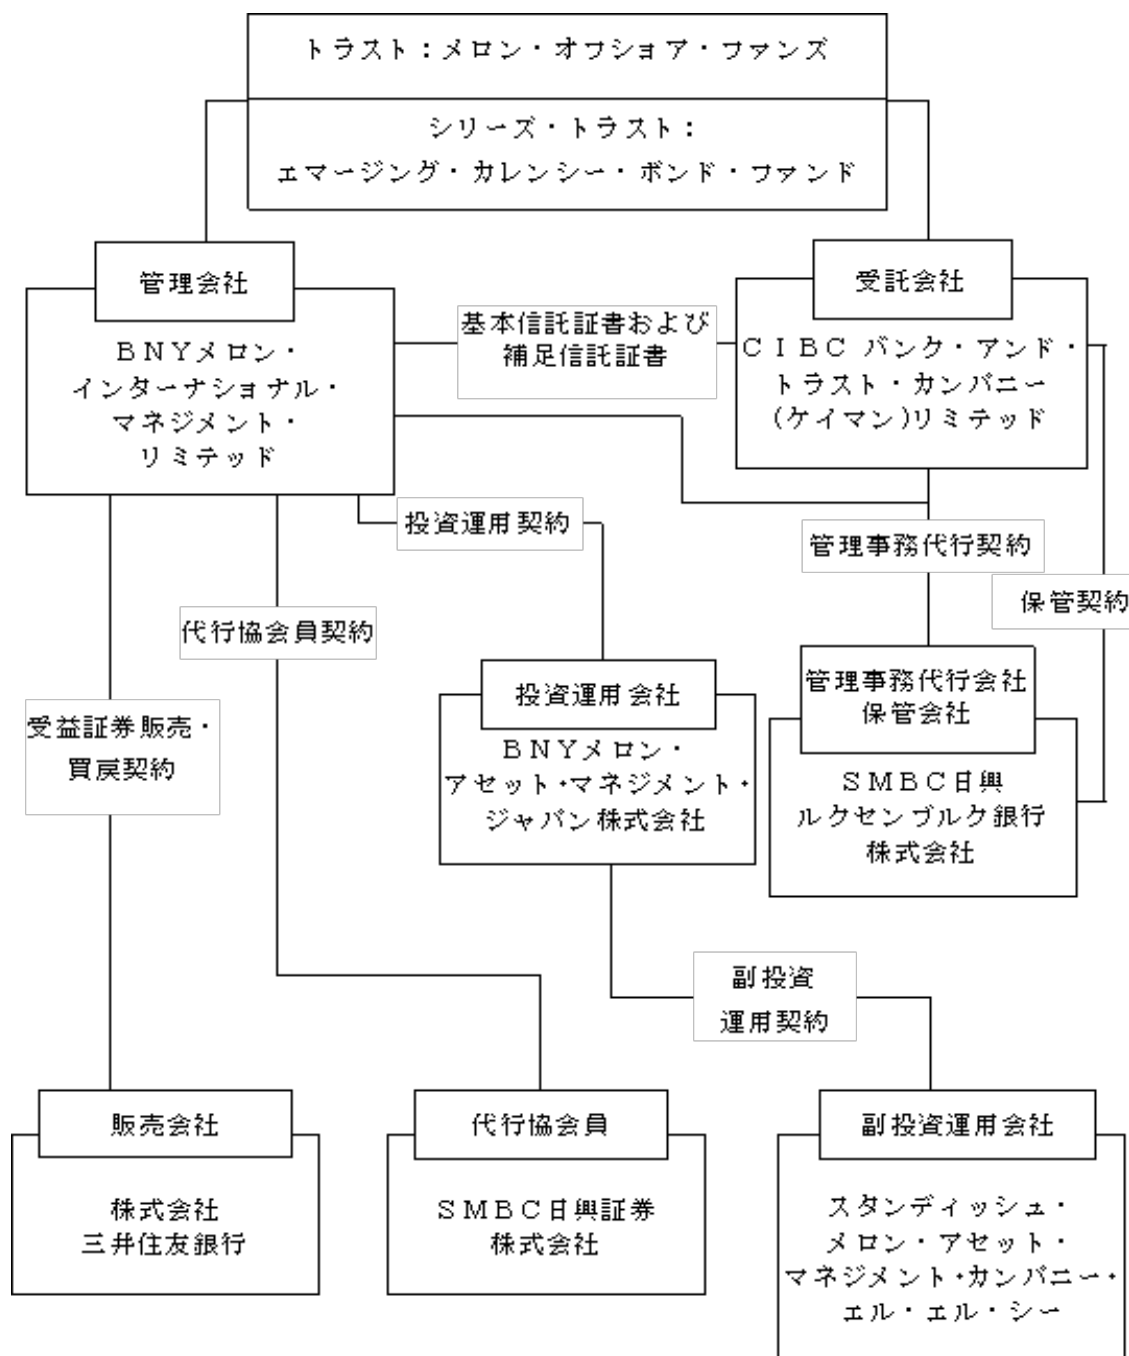 トラスト：メロン・オフショア・ファンズ
シリーズ・トラスト：
エマージング・カレンシー・ボンド・ファンド
管理会社
ＢＮＹメロン・
インターナショナル・
マネジメント・
リミテッド
基本信託証書および
補足信託証書
受託会社
ＣＩＢＣ バンク・アンド・
トラスト・カンパニー
(ケイマン)リミテッド
投資運用契約
管理事務代行契約
保管契約
代行協会員契約
受益証券販売・
買戻契約
投資運用会社
ＢＮＹメロン・
アセット・マネジメント・
ジャパン株式会社
管理事務代行会社
保管会社
ＳＭＢＣ日興
ルクセンブルク銀行
株式会社
副投資
運用契約
販売会社
株式会社
三井住友銀行
代行協会員
ＳＭＢＣ日興証券
株式会社
副投資運用会社
スタンディッシュ・
メロン・アセット・
マネジメント・カンパニー・
エル・エル・シー